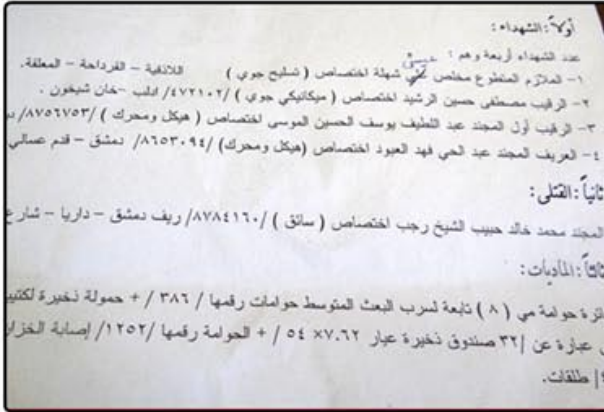 أولاً: الشهداء:
عدد الشهداء أربعة وهم:
١- الملازم المتطوع مخلص عيسى شهلة اختصاص ( تسليح جوي ) اللاذقية – القرداحة – المعلقة.
٢- الرقيب مصطفى حسين الرشيد اختصاص ( ميكانيكي جوي ) /٤٧٢١٠٢/ ادلب – خان شيخون .
٣- الرقيب أول المجند عبد اللطيف يوسف الحسين الموسى اختصاص ( هيكل ومحرك ) /٨٧٥٦٧٥٣/
٤- العريف المجند عبد الحي فهد العبود اختصاص (هيكل ومحرك) /٨٦٥٣٠٩٤/ دمشق – قدم عسالي
ثانياً: القتلى:
المجند محمد خالد حبيب الشيخ رجب اختصاص ( سائق ) /٨٧٨٤١٦٠/ ريف دمشق – داريا – شارع
ثالثاً: الماديات:
حوامة مي ( ٨ ) تابعة لسرب البعث المتوسط حوامات رقمها / ٣٨٦ / + حمولة ذخيرة
عبارة عن /٣٢ صندوق ذخيرة عيار ٧.٦٢× ٥٤ / + الحوامة رقمها /١٢٥٢/ إصابة الخزان
/ طلقات.